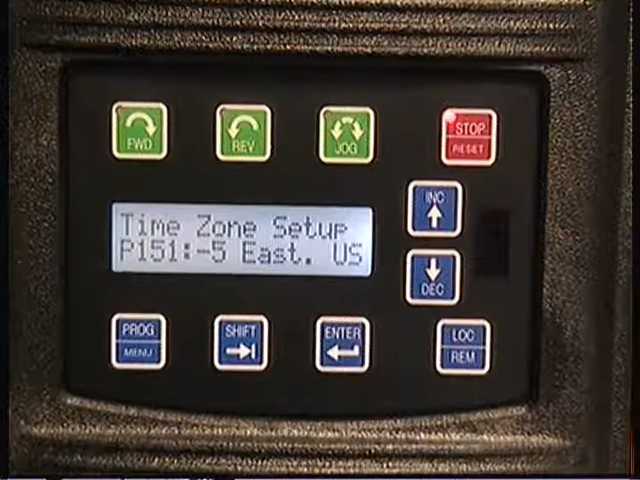 FWD
REV
JOG
STOP
RESET
INC
Time Zone Setup
P151:-5 East. US
DEC
PROG
MENU
SHIFT
ENTER
LOC
REM